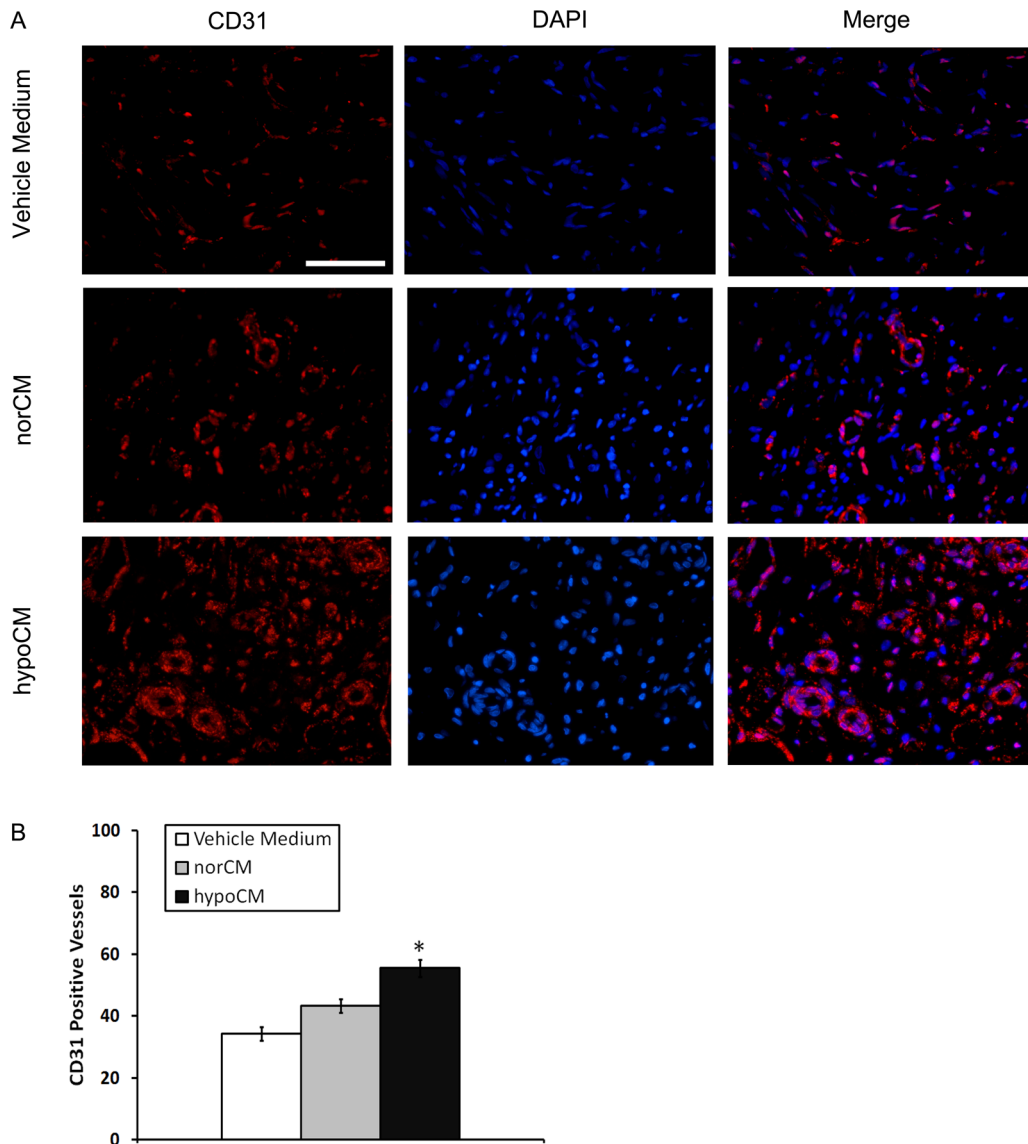 A
CD31
DAPI
Merge
Vehicle Medium
norCM
hypoCM
B
CD31 Positive Vessels
100
80
60
40
20
0
Vehicle Medium
norCM
hypoCM
*